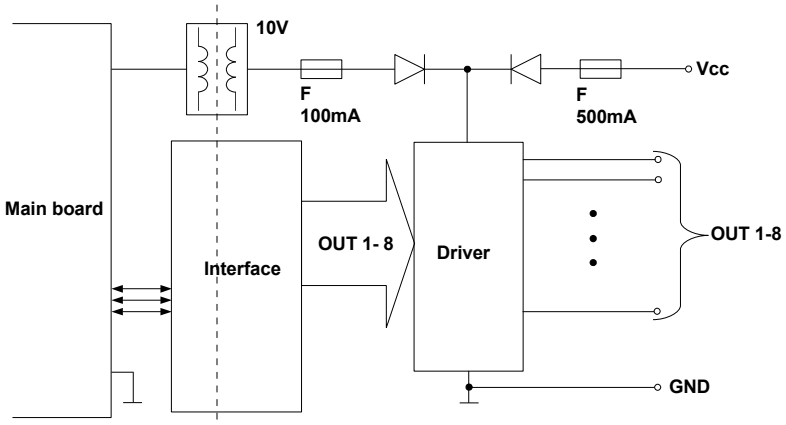 10V
Vcc
F
100mA
F
500mA
Main board
Interface
OUT 1- 8
Driver
OUT 1-8
GND